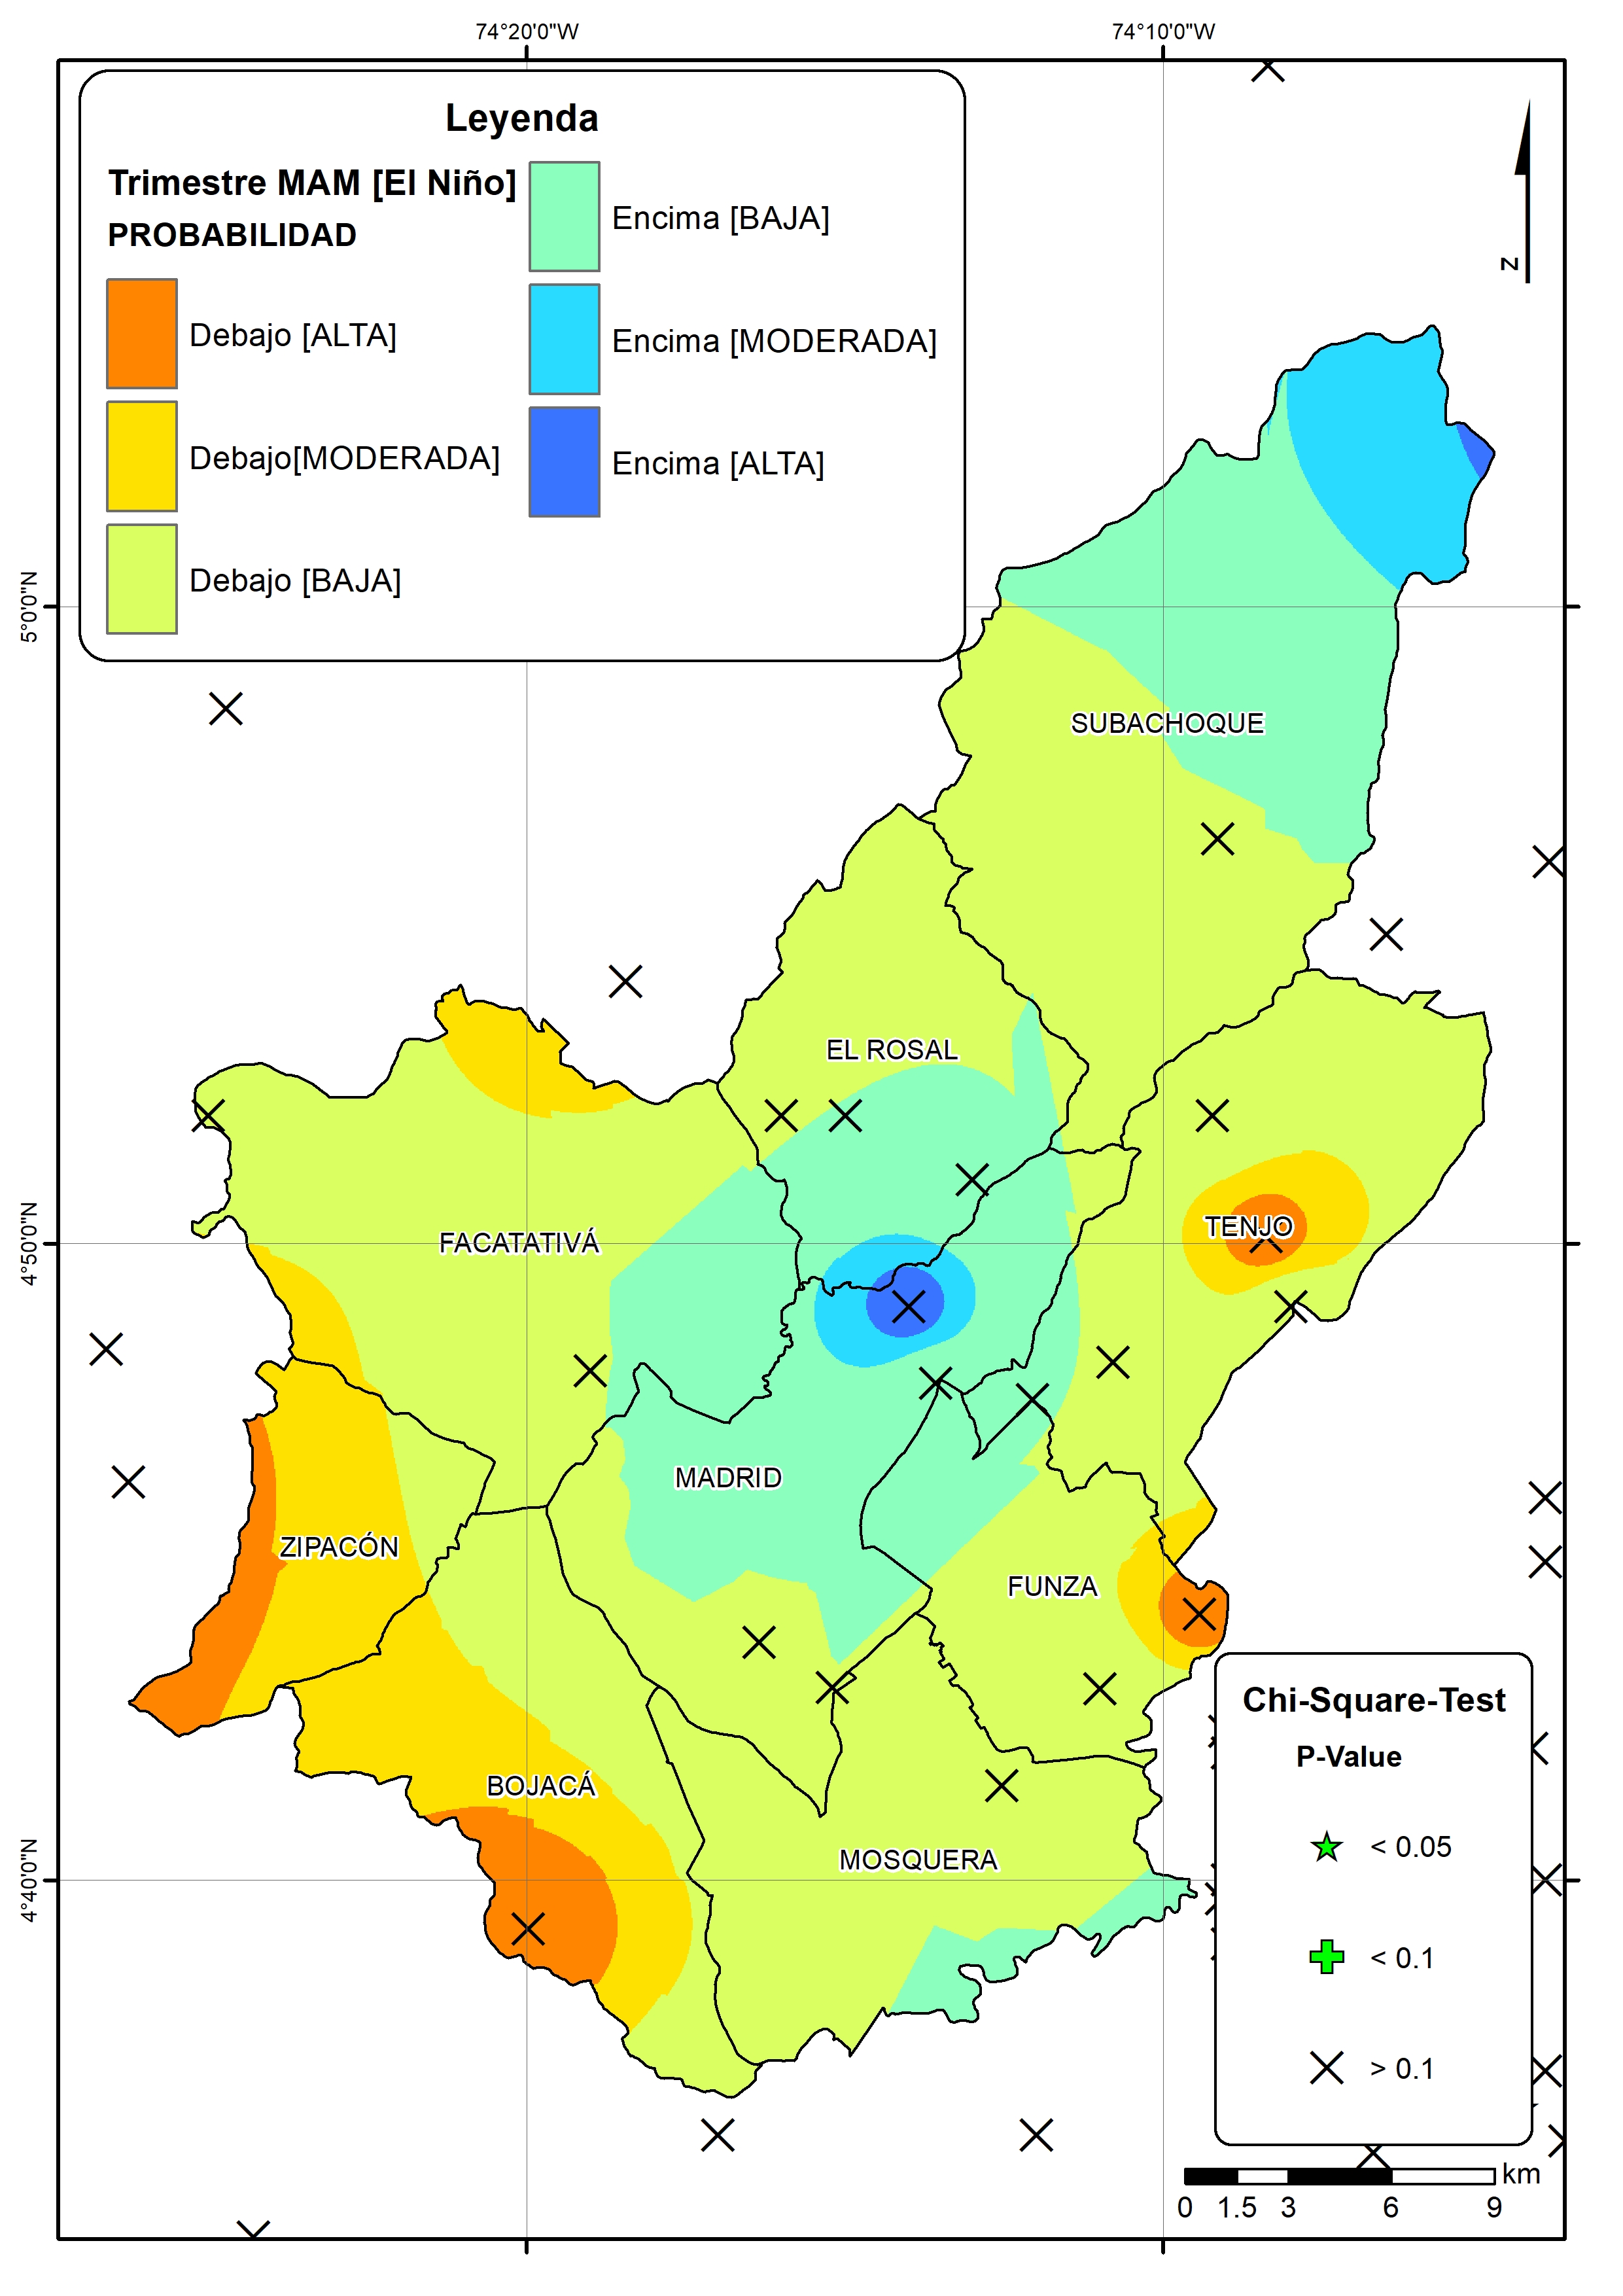 74°20'0"W
74°10'0"W
Leyenda
Trimestre MAM [El Niño]
PROBABILIDAD
Debajo [ALTA]
Debajo[MODERADA]
Debajo [BAJA]
Encima [BAJA]
Encima [MODERADA]
Encima [ALTA]
N
5°0'0"N
4°50'0"N
4°40'0"N
SUBACHOQUE
EL ROSAL
TENJO
FACATATIVÁ
MADRID
ZIPACÓN
FUNZA
BOJACÁ
MOSQUERA
Chi-Square-Test
P-Value
< 0.05
< 0.1
> 0.1
km
0 1.5 3 6 9